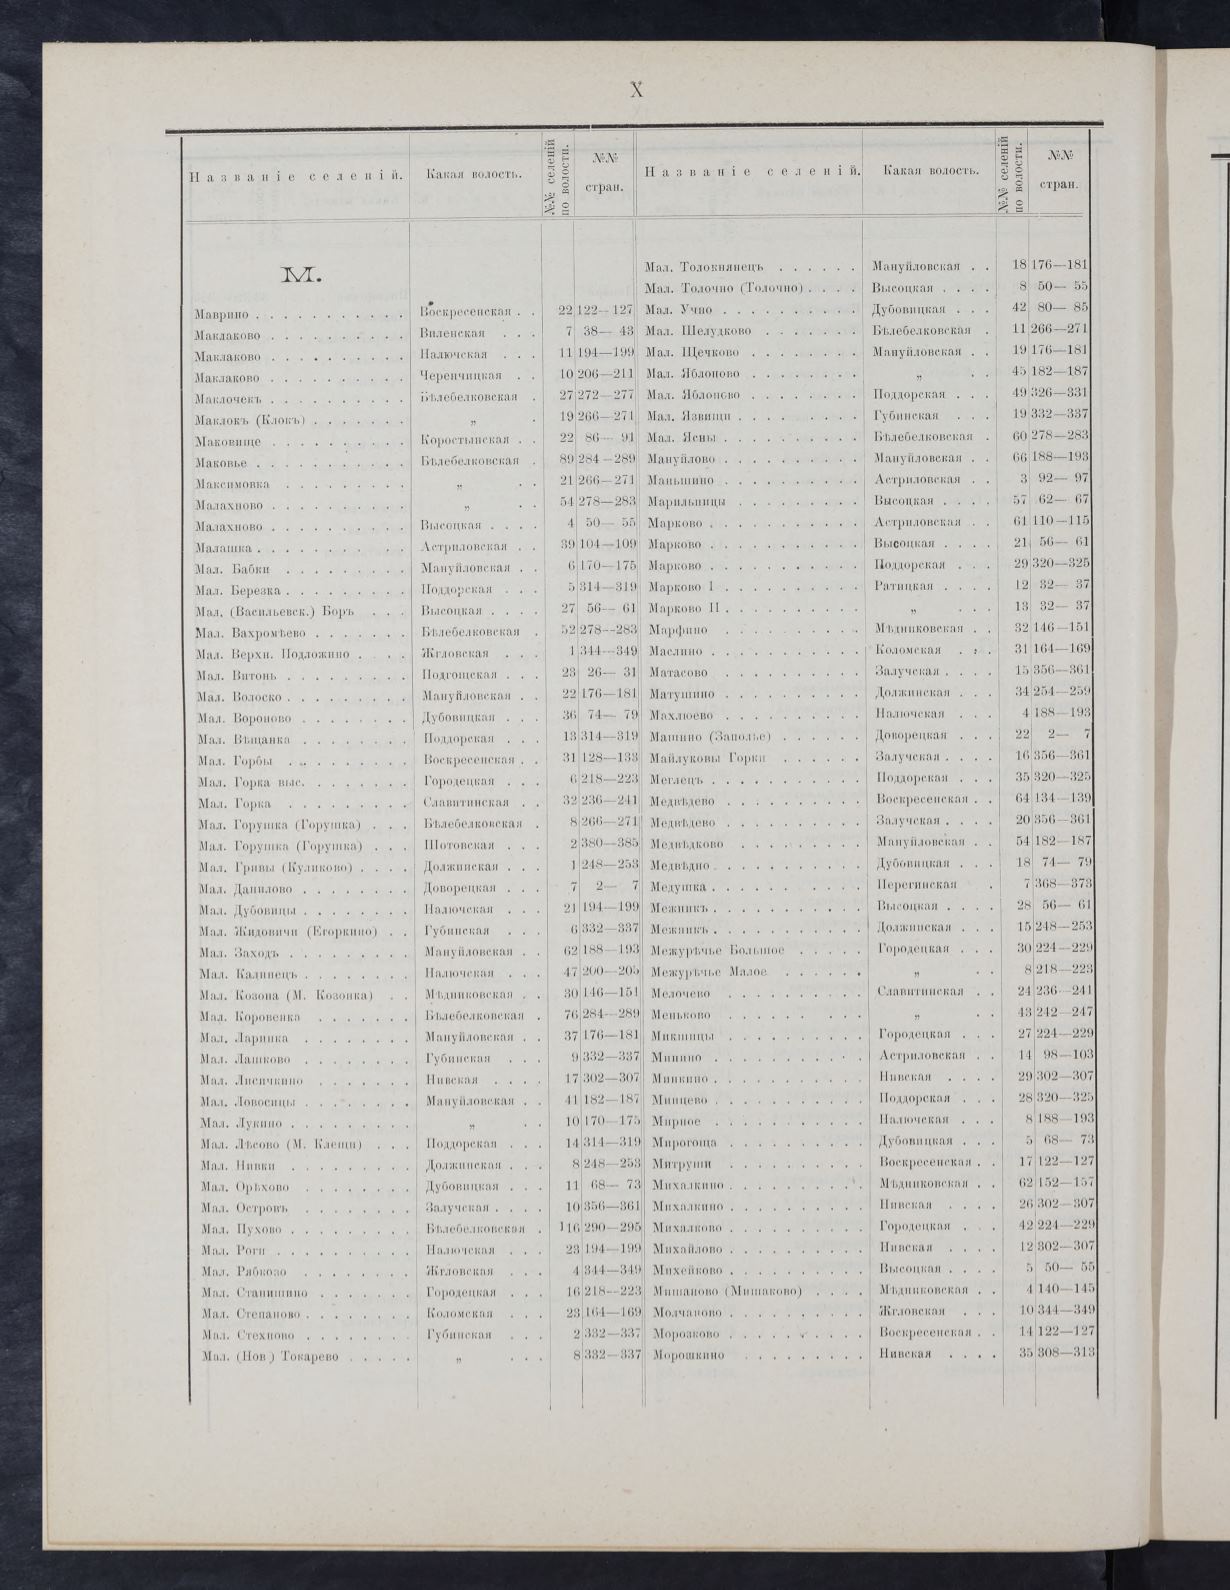 X
Названіе селеній. Какая волость. №№ селеній по волости. №№ стран. Названіе селеній. Какая волость. №№ селеній по волости. №№ стран.
М.
Маврино . . . Воскресенская . . 22 122—127
Маклаково . . . Виленская . . . 7 38—43
Маклаково . . . Налючская . . . 11 194—199
Маклаково . . . Черенчицкая . . 10 206—211
Маклочекъ . . . Бѣлебелковская . 27 272—277
Маклокъ (Клокъ) . . . „ . 19 266—271
Маковище . . . Коростынская . . 22 86—91
Маковье . . . Бѣлебелковская . 89 284—289
Максимовка . . . „ . . 21 266—271
Малахново . . . „ . . 54 278—283
Малахново . . . Высоцкая . . . . 4 50—55
Малашка . . . Астриловская . . 39 104—109
Мал. Бабки . . . Мануйловская . . 6 170—175
Мал. Березка . . . Поддорская . . . 5 314—319
Мал. (Васильевск.) Боръ . . . Высоцкая . . . . 27 56—61
Мал. Вахромѣево . . . Бѣлебелковская . 52 278—283
Мал. Верхн. Подложино . . . Жгловская . . . 1 344—349
Мал. Витонь . . . Подгощская . . . 23 26—31
Мал. Волоско . . . Мануйловская . . 22 176—181
Мал. Вороново . . . Дубовицкая . . . 36 74—79
Мал. Вѣщанка . . . Поддорская . . . 13 314—319
Мал. Горбы . . . Воскресенская . . 31 128—133
Мал. Горка выс. . . . Городецкая . . . 6 218—223
Мал. Горка . . . Славитинская . . 32 236—241
Мал. Горушка (Горушка) . . . Бѣлебелковская . 8 266—271
Мал. Горушка (Горушка) . . . Шотовская . . . 2 380—385
Мал. Гривы (Куликово) . . . . Должинская . . . 1 248—253
Мал. Данилово . . . Доворецкая . . . 7 2—7
Мал. Дубовицы . . . Налючская . . . 21 194—199
Мал. Жидовичи (Егоркино) . . Губинская . . . 6 332—337
Мал. Заходъ . . . Мануйловская . . 62 188—193
Мал. Калинецъ . . . Налючская . . . 47 200—205
Мал. Козона (М. Козонка) . . Мѣдниковская . . 30 146—151
Мал. Коровенка . . . Бѣлебелковская . 76 284—289
Мал. Ларинка . . . Мануйловская . . 37 176—181
Мал. Лашково . . . Губинская . . . 9 332—337
Мал. Лисичкино . . . Нивская . . . . 17 302—307
Мал. Ловосицы . . . Мануйловская . . 41 182—187
Мал. Лукино . . . „ . . 10 170—175
Мал. Лѣсово (М. Клещи) . . . Поддорская . . . 14 314—319
Мал. Нивки . . . Должинская . . . 8 248—253
Мал. Орѣхово . . . Дубовицкая . . . 11 68—73
Мал. Островъ . . . Залучская . . . . 10 356—361
Мал. Пухово . . . Бѣлебелковская . 116 290—295
Мал. Роги . . . Налючская . . . 23 194—199
Мал. Рябково . . . Жгловская . . . 4 344—349
Мал. Станишино . . . Городецкая . . . 16 218—223
Мал. Степаново . . . Коломская . . . 23 164—169
Мал. Стехново . . . Губинская . . . 2 332—337
Мал. (Нов) Токарево . . . „ . . . 8 332—337
Мал. Толокнянецъ . . . Мануйловская . . 18 176—181
Мал. Толочно (Толочно) . . . . Высоцкая . . . . 8 50—55
Мал. Учно . . . Дубовицкая . . . 42 80—85
Мал. Шелудково . . . Бѣлебелковская . 11 266—271
Мал. Щечково . . . Мануйловская . . 19 176—181
Мал. Яблоново . . . „ . . 45 182—187
Мал. Яблоново . . . Поддорская . . . 49 326—331
Мал. Язвищи . . . Губинская . . . 19 332—337
Мал. Ясны . . . Бѣлебелковская . 60 278—283
Мануйлово . . . Мануйловская . . 66 188—193
Маньшино . . . Астриловская . . 3 92—97
Марильницы . . . Высоцкая . . . . 57 62—67
Марково . . . Астриловская . . 61 110—115
Марково . . . Высоцкая . . . . 21 56—61
Марково . . . Поддорская . . . 29 320—325
Марково I . . . Ратицкая . . . 12 32—37
Марково II . . . „ . . . 13 32—37
Марфино . . . Мѣдниковская . . 32 146—151
Маслино . . . Коломская . . . 31 164—169
Матасово . . . Залучская . . . . 15 356—361
Матушино . . . Должинская . . . 34 254—259
Махлюево . . . Налючская . . . 4 188—193
Машино (Заполье) . . . Доворецкая . . . 22 2—7
Майлуковы Горки . . . Залучская . . . . 16 356—361
Меглецъ . . . Поддорская . . . 35 320—325
Медвѣдево . . . Воскресенская . . 64 134—139
Медвѣдево . . . Залучская . . . . 20 356—361
Медвѣдково . . . Мануйловская . . 54 182—187
Медвѣдно . . . Дубовицкая . . . 18 74—79
Медушка . . . Перегинская . 7 368—373
Межникъ . . . Высоцкая . . . . 28 56—61
Межникъ . . . Должинская . . . 15 248—253
Межурѣчье Большое . . . Городецкая . . . 30 224—229
Межурѣчье Малое . . . „ . . 8 218—223
Мелочево . . . Славитинская . . 24 236—241
Меньково . . . „ . . 43 242—247
Микшицы . . . Городецкая . . . 27 224—229
Минино . . . Астриловская . . 14 98—103
Минкино . . . Нивская . . . . 29 302—307
Минцево . . . Поддорская . . . 28 320—325
Мирное . . . Налючская . . . 8 188—193
Мирогоща . . . Дубовицкая . . . 5 68—73
Митруши . . . Воскресенская . . 17 122—127
Михалкино . . . Мѣдниковская . . 62 152—157
Михалкино . . . Нивская . . . . 26 302—307
Михалково . . . Городецкая . . . 42 224—229
Михайлово . . . Нивская . . . . 12 302—307
Михейково . . . Высоцкая . . . . 5 50—55
Мишаново (Мишаково) . . . . Мѣдниковская . . 4 140—145
Молчаново . . . Жгловская . . . 10 344—349
Морозково . . . Воскресенская . . 14 122—127
Морошкино . . . Нивская . . . . 35 308—313